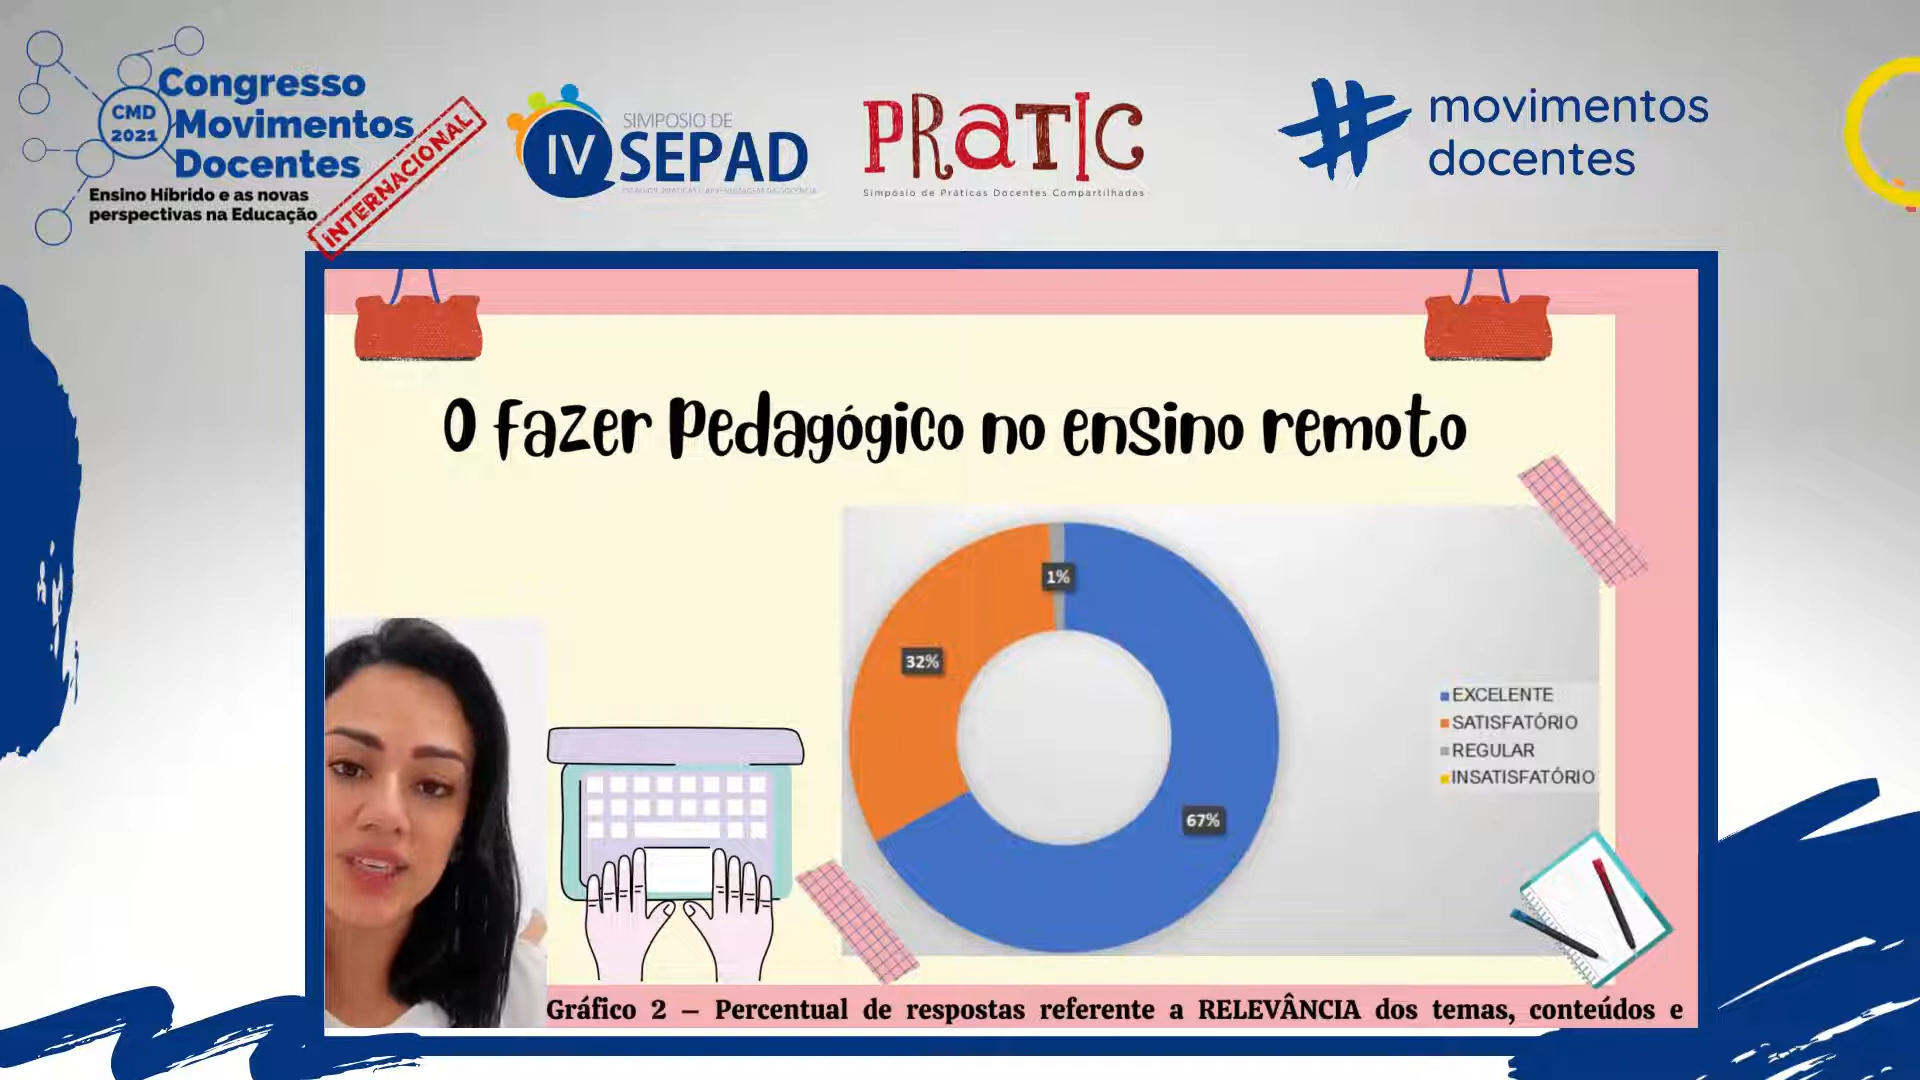 Congresso
CMD
2021
Movimentos
Docentes
Ensino Híbrido e as novas
perspectivas na Educação
INTERNACIONAL
SIMPOSIO DE
IV SEPAD
PRATIC
Simpósio de Práticas Docentes Compartilhadas
# movimentos
docentes
O fazer Pedagógico no ensino remoto
1%
32%
67%
EXCELENTE
SATISFATÓRIO
REGULAR
INSATISFATÓRIO
Gráfico 2 – Percentual de respostas referente a RELEVÂNCIA dos temas, conteúdos e